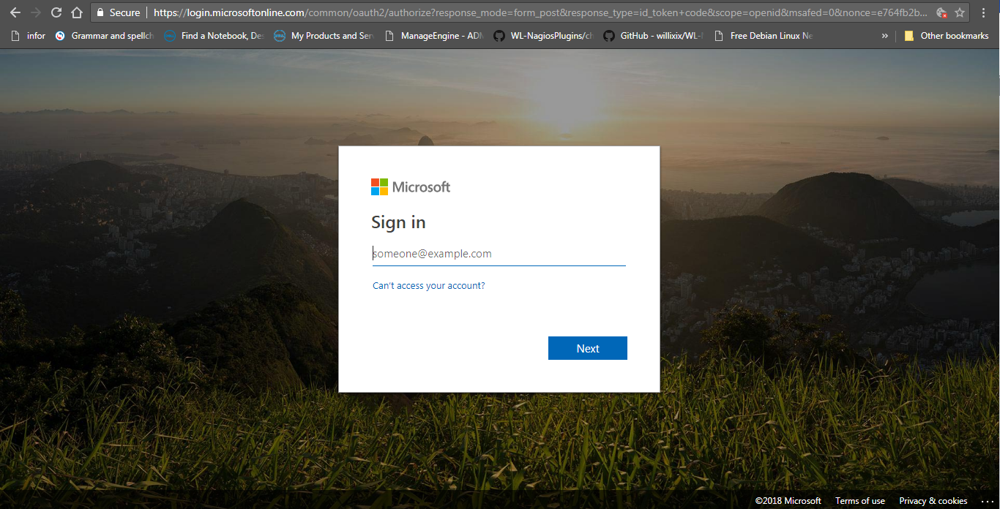 Secure https://login.microsoftonline.com/common/oauth2/authorize?response_mode=form_post&response_type=id_token+code&scope=openid&msafed=0&nonce=e764fb2b...
infor Grammar and spellch Find a Notebook, Des My Products and Serv ManageEngine - ADM WL-NagiosPlugins/ch GitHub - willixix/WL-N Free Debian Linux Ne » Other bookmarks
Microsoft
Sign in
someone@example.com
Can't access your account?
Next
©2018 Microsoft Terms of use Privacy & cookies ...